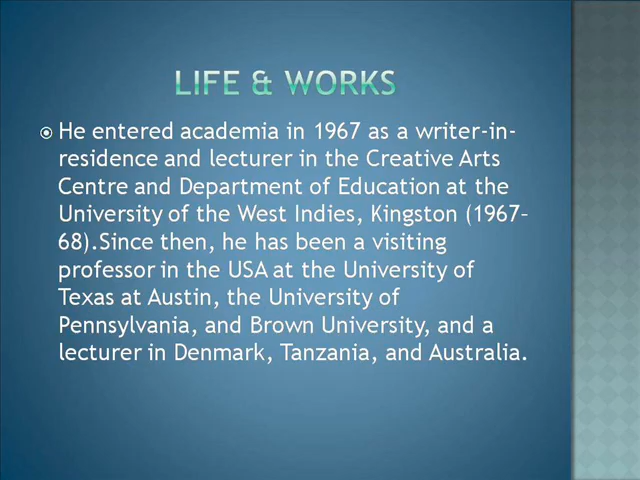 LIFE & WORKS
He entered academia in 1967 as a writer-in-
residence and lecturer in the Creative Arts
Centre and Department of Education at the
University of the West Indies, Kingston (1967–
68).Since then, he has been a visiting
professor in the USA at the University of
Texas at Austin, the University of
Pennsylvania, and Brown University, and a
lecturer in Denmark, Tanzania, and Australia.